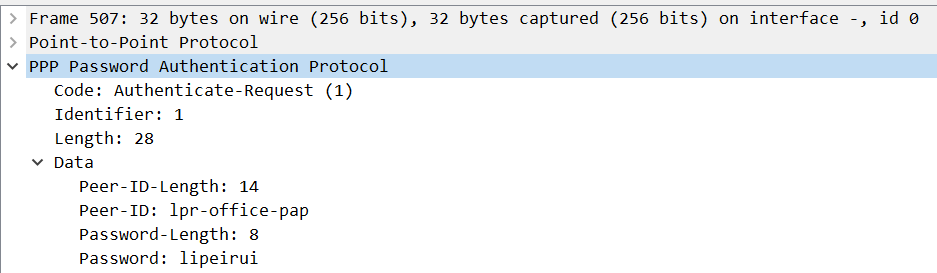 Frame 507: 32 bytes on wire (256 bits), 32 bytes captured (256 bits) on interface -, id 0
Point-to-Point Protocol
PPP Password Authentication Protocol
Code: Authenticate-Request (1)
Identifier: 1
Length: 28
Data
Peer-ID-Length: 14
Peer-ID: lpr-office-pap
Password-Length: 8
Password: lipeirui